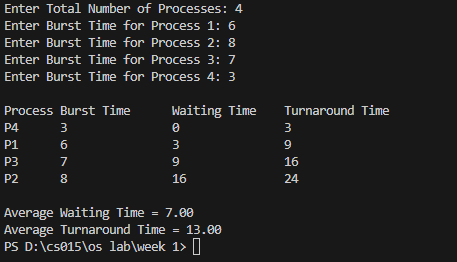 Enter Total Number of Processes: 4
Enter Burst Time for Process 1: 6
Enter Burst Time for Process 2: 8
Enter Burst Time for Process 3: 7
Enter Burst Time for Process 4: 3
Process Burst Time Waiting Time Turnaround Time
P4 3 0 3
P1 6 3 9
P3 7 9 16
P2 8 16 24
Average Waiting Time = 7.00
Average Turnaround Time = 13.00
PS D:\cs015\os lab\week 1>